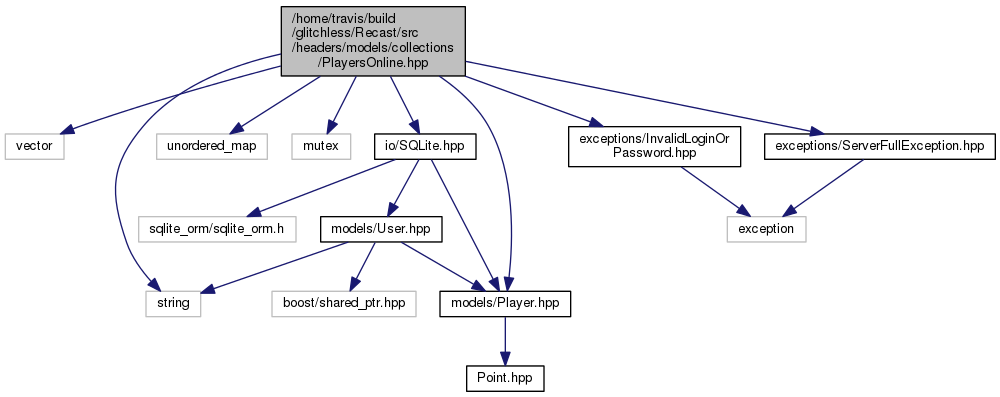 /home/travis/build
/glitchless/Recast/src
/headers/models/collections
/PlayersOnline.hpp
vector
unordered_map
mutex
io/SQLite.hpp
exceptions/InvalidLoginOr
Password.hpp
exceptions/ServerFullException.hpp
sqlite_orm/sqlite_orm.h
models/User.hpp
exception
string
boost/shared_ptr.hpp
models/Player.hpp
Point.hpp